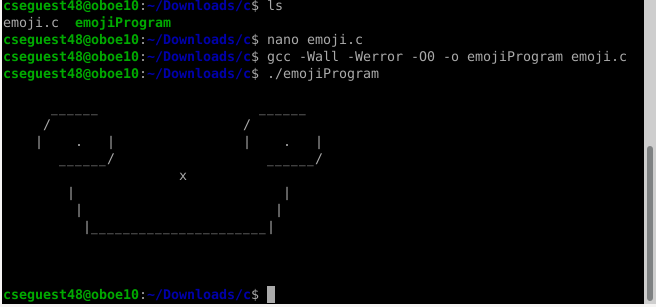 cseguest48@oboe10:~/Downloads/c$ ls
emoji.c  emojiProgram
cseguest48@oboe10:~/Downloads/c$ nano emoji.c
cseguest48@oboe10:~/Downloads/c$ gcc -Wall -Werror -O0 -o emojiProgram emoji.c
cseguest48@oboe10:~/Downloads/c$ ./emojiProgram
      ______                    ______
     /                        /
    |    .   |                |    .   |
       ______/                   ______/
                      x
        |                          |
         |                        |
          |______________________|
cseguest48@oboe10:~/Downloads/c$